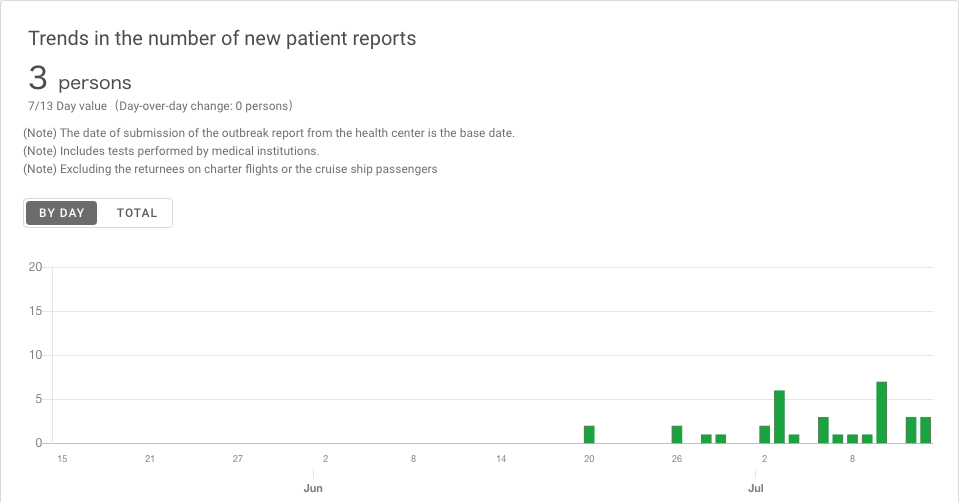 Trends in the number of new patient reports
3 persons
7/13 Day value（Day-over-day change: 0 persons）
(Note) The date of submission of the outbreak report from the health center is the base date.
(Note) Includes tests performed by medical institutions.
(Note) Excluding the returnees on charter flights or the cruise ship passengers
BY DAY TOTAL
20
15
10
5
0
15 21 27 2 8 14 20 26 2 8
Jun Jul